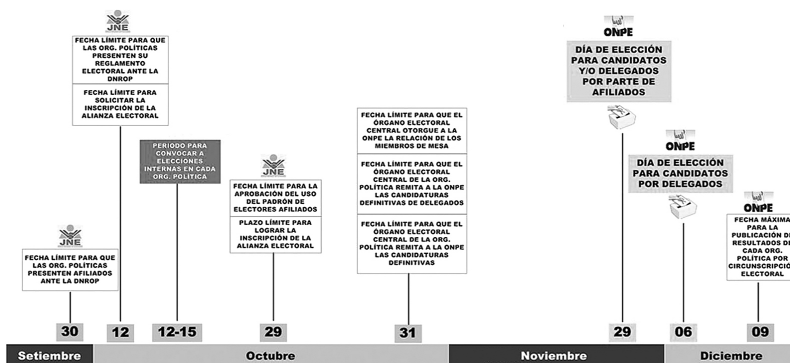 JNE
FECHA LÍMITE PARA QUE
LAS ORG. POLÍTICAS
PRESENTEN AFILIADOS
ANTE LA DNROP
JNE
FECHA LÍMITE PARA QUE
LAS ORG. POLÍTICAS
PRESENTEN SU
REGLAMENTO
ELECTORAL ANTE LA
DNROP
FECHA LÍMITE PARA
SOLICITAR LA
INSCRIPCIÓN DE LA
ALIANZA ELECTORAL
PERIODO PARA
CONVOCAR A
ELECCIONES
INTERNAS EN CADA
ORG. POLÍTICA
JNE
FECHA LÍMITE PARA LA
APROBACIÓN DEL USO
DEL PADRÓN DE
ELECTORES AFILIADOS
PLAZO LÍMITE PARA
LOGRAR LA
INSCRIPCIÓN DE LA
ALIANZA ELECTORAL
FECHA LÍMITE PARA QUE EL
ÓRGANO ELECTORAL
CENTRAL OTORGUE A LA
ONPE LA RELACIÓN DE LOS
MIEMBROS DE MESA
FECHA LÍMITE PARA QUE EL
ÓRGANO ELECTORAL
CENTRAL DE LA ORG.
POLÍTICA REMITA A LA ONPE
LAS CANDIDATURAS
DEFINITIVAS DE DELEGADOS
FECHA LÍMITE PARA QUE EL
ÓRGANO ELECTORAL
CENTRAL DE LA ORG.
POLÍTICA REMITA A LA ONPE
LAS CANDIDATURAS
DEFINITIVAS
ONPE
DÍA DE ELECCIÓN
PARA CANDIDATOS
Y/O DELEGADOS
POR PARTE DE
AFILIADOS
ONPE
DÍA DE ELECCIÓN
PARA CANDIDATOS
POR DELEGADOS
ONPE
FECHA MÁXIMA
PARA LA
PUBLICACIÓN DE
RESULTADOS DE
CADA ORG.
POLÍTICA POR
CIRCUNSCRIPCIÓN
ELECTORAL
30 12 12-15 29 31 29 06 09
Setiembre Octubre Noviembre Diciembre